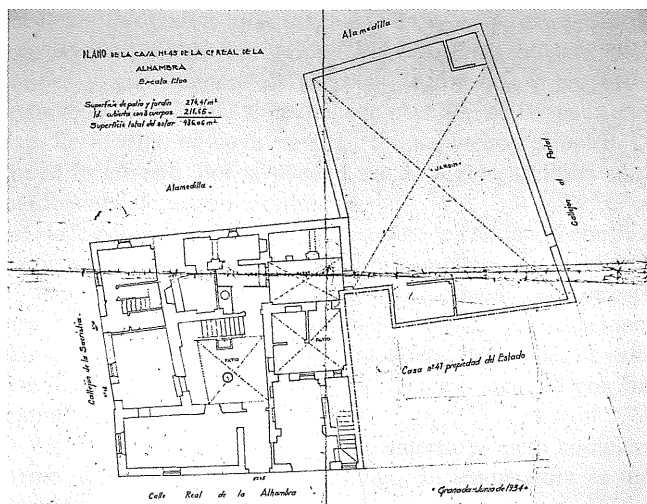 PLANO DE LA CASA Nº 45 DE LA Cª REAL DE LA
ALHAMBRA
Escala 1:100
Superficie de patio y jardín 274,41 m²
Id. cubierta con 2 cuerpos 211,65 -
Superficie total del solar 486,06 m²
Alamedilla
Alamedilla.
JARDIN
Callejón del Partal
Callejón de la Sacristía.
PATIO
PATIO
Casa nº 47 propiedad del Estado
Calle Real de la Alhambra
• Granada-Junio de 1934 •